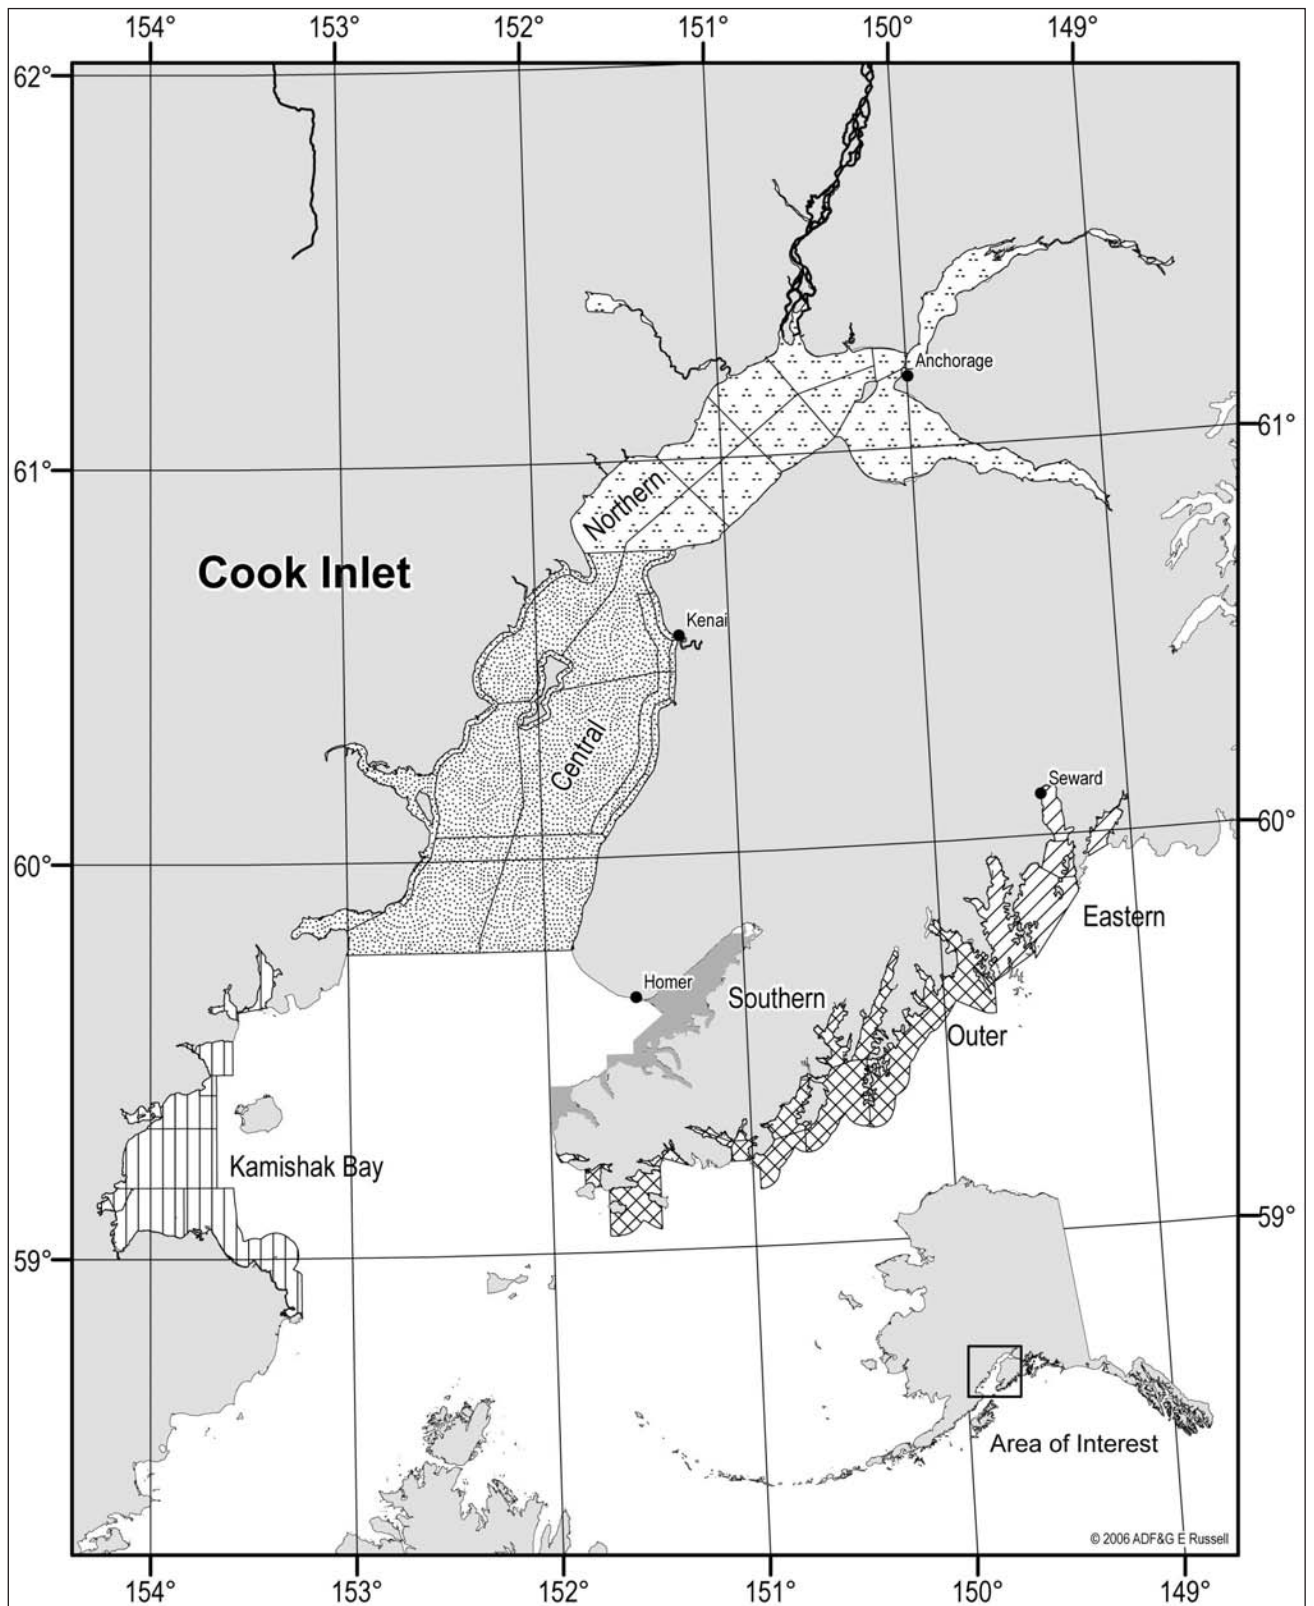 154° 153° 152° 151° 150° 149°
62°
Anchorage
61°
61°
Northern
Cook Inlet
Kenai
Central
Seward
60°
60°
Eastern
Homer
Southern
Outer
Kamishak Bay
59°
59°
Area of Interest
© 2006 ADF&G E Russell
154° 153° 152° 151° 150° 149°